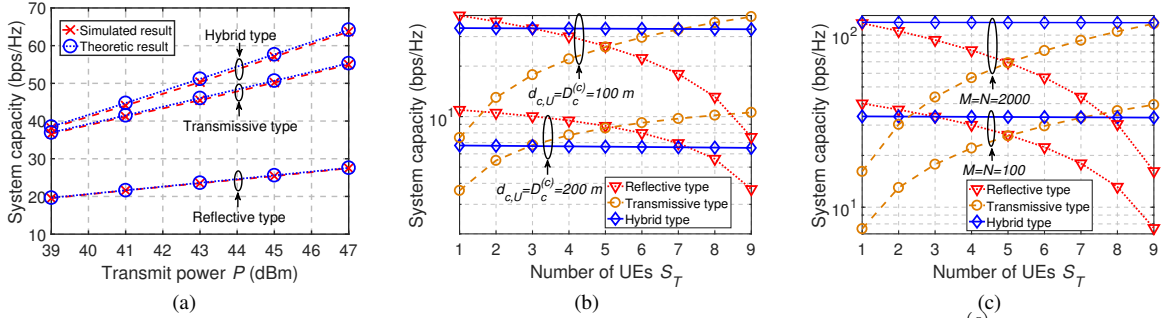 System capacity (bps/Hz)
70
60
50
40
30
20
10
Simulated result
Theoretic result
Hybrid type
Transmissive type
Reflective type
39 40 41 42 43 44 45 46 47
Transmit power P (dBm)
(a)
System capacity (bps/Hz)
10^1
d_{c,U}=D_c^{(c)}=100 m
d_{c,U}=D_c^{(c)}=200 m
Reflective type
Transmissive type
Hybrid type
1 2 3 4 5 6 7 8 9
Number of UEs S_T
(b)
System capacity (bps/Hz)
10^2
10^1
M=N=2000
M=N=100
Reflective type
Transmissive type
Hybrid type
1 2 3 4 5 6 7 8 9
Number of UEs S_T
(c)